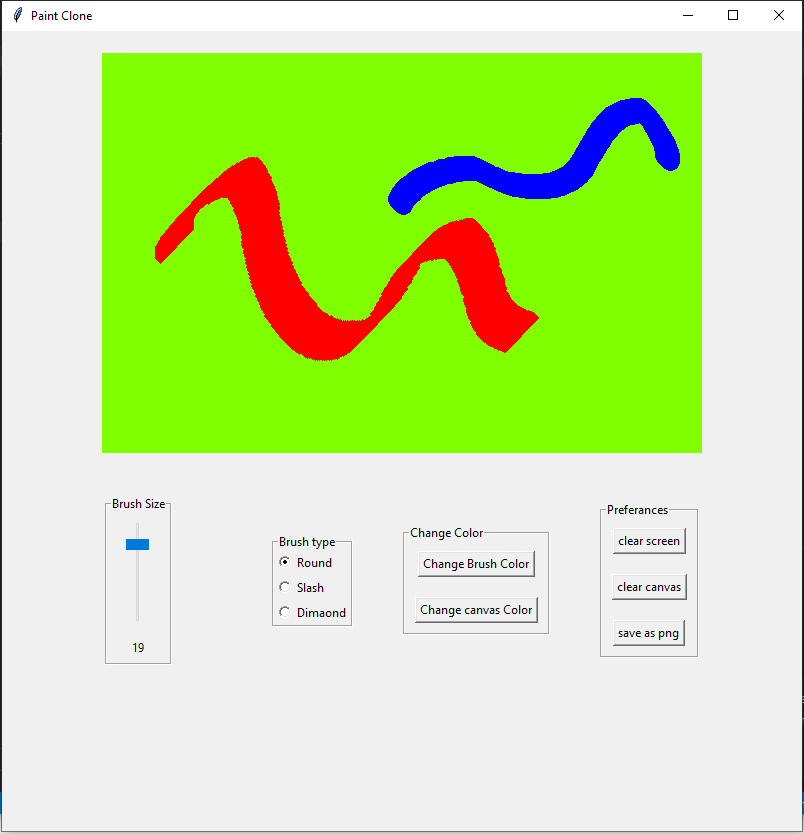 Paint Clone
Brush Size
19
Brush type
Round
Slash
Dimaond
Change Color
Change Brush Color
Change canvas Color
Preferances
clear screen
clear canvas
save as png